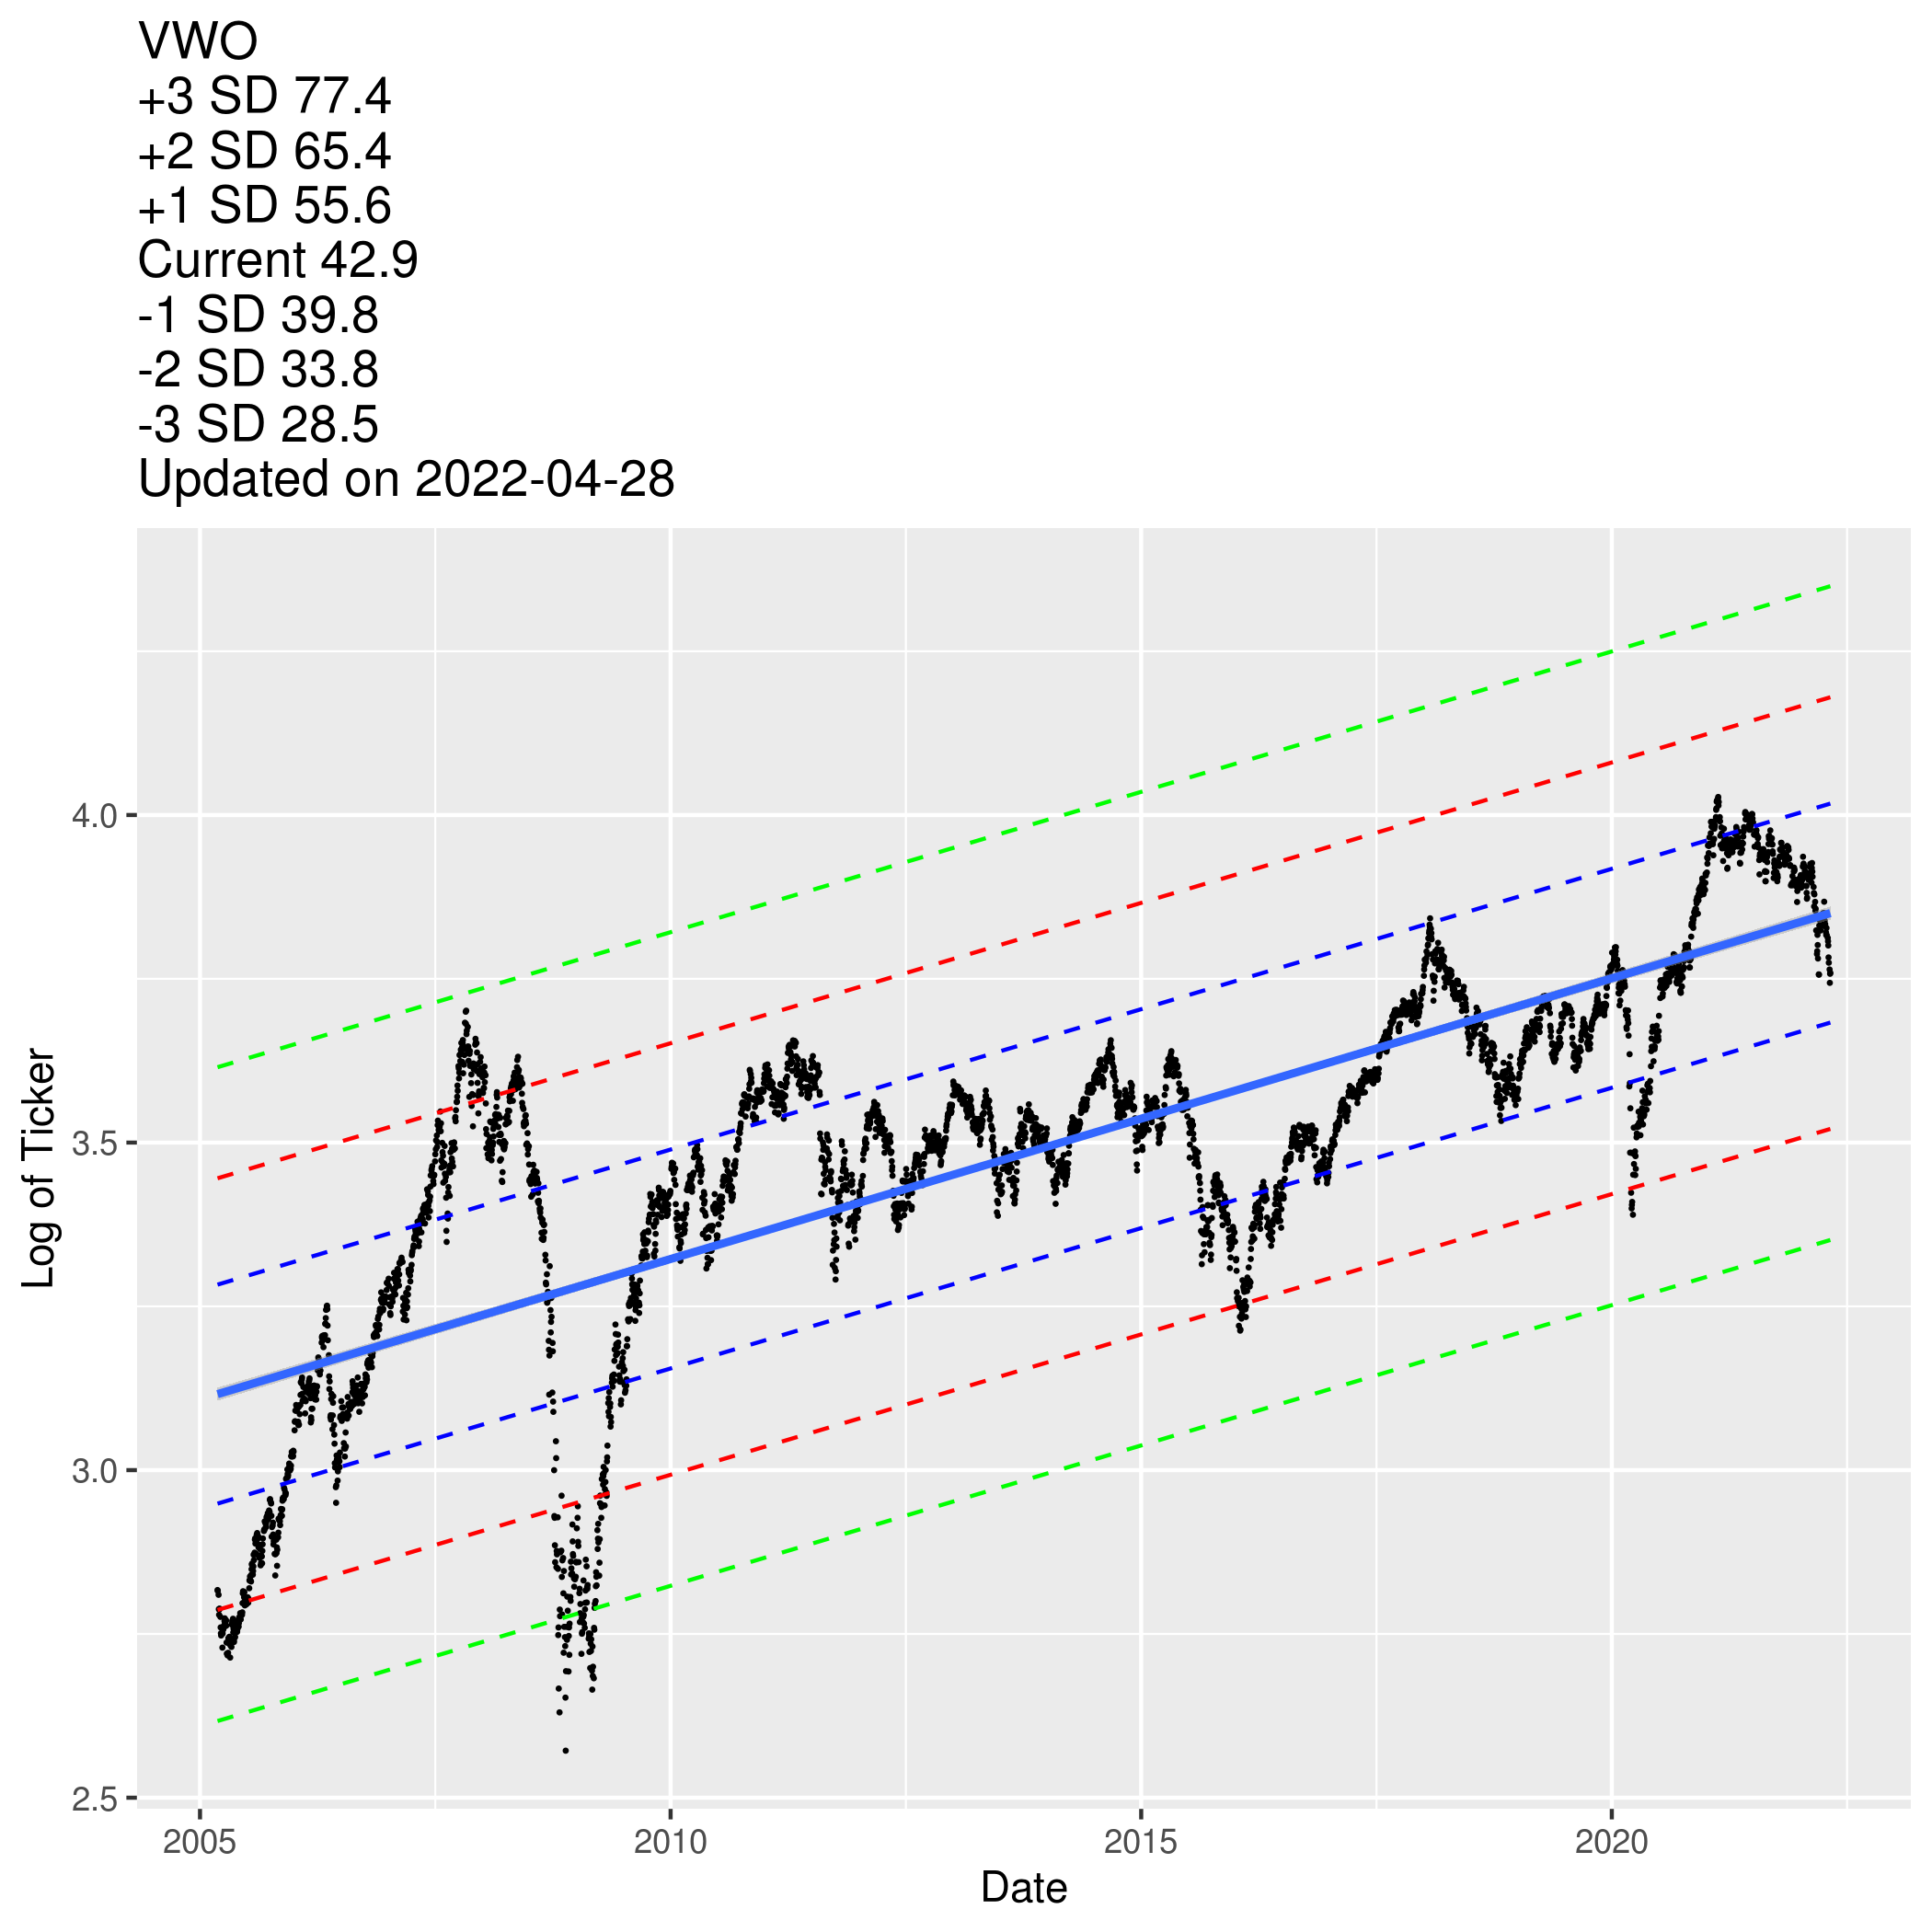 VWO
+3 SD 77.4
+2 SD 65.4
+1 SD 55.6
Current 42.9
-1 SD 39.8
-2 SD 33.8
-3 SD 28.5
Updated on 2022-04-28
4.0
3.5
3.0
2.5
Log of Ticker
2005 2010 2015 2020
Date